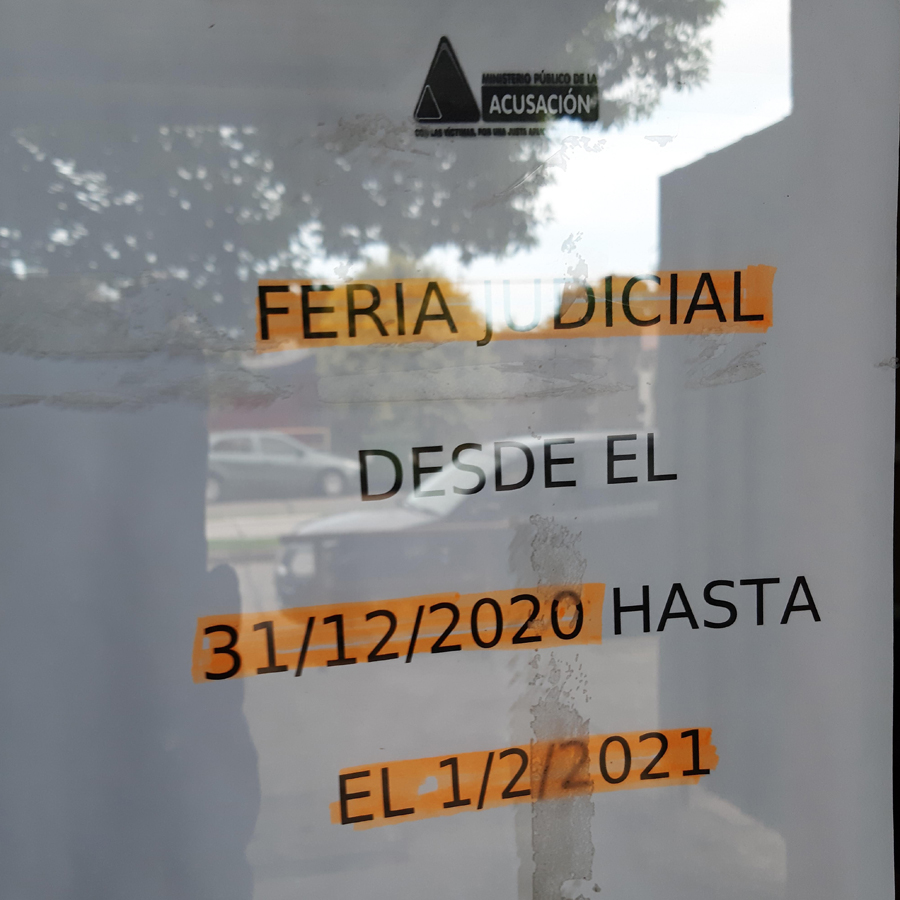 MINISTERIO PÚBLICO DE LA
ACUSACIÓN
FERIA JUDICIAL
DESDE EL
31/12/2020 HASTA
EL 1/2/2021